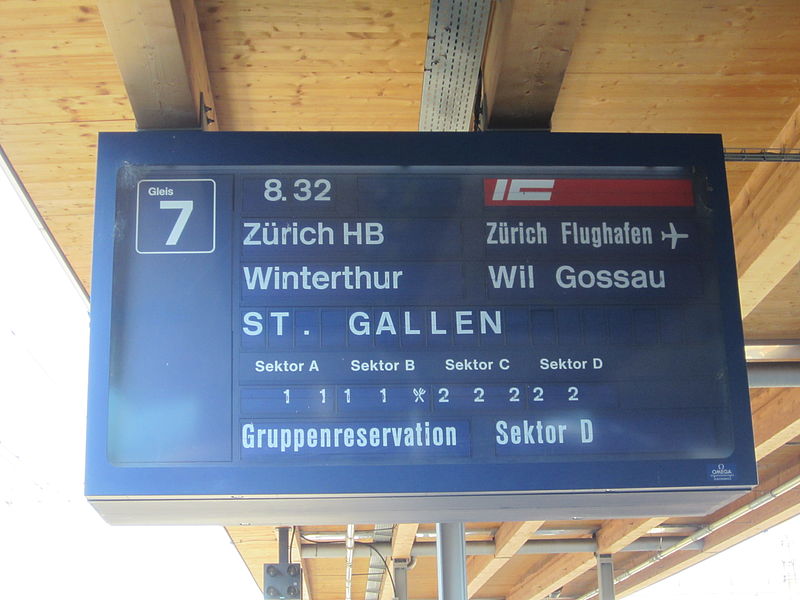 Gleis
7
8.32
IC
Zürich HB Zürich Flughafen
Winterthur Wil Gossau
ST. GALLEN
Sektor A Sektor B Sektor C Sektor D
1 1 1 1 2 2 2 2 2
Gruppenreservation Sektor D
OMEGA